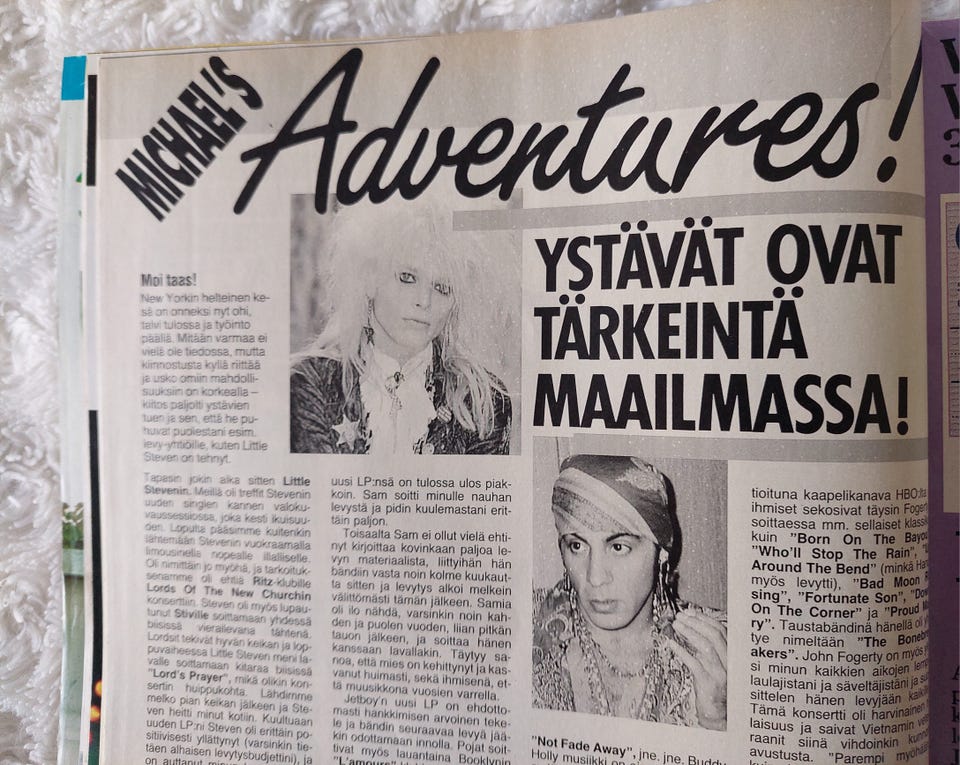 MICHAEL'S
Adventures!
YSTÄVÄT OVAT
TÄRKEINTÄ
MAAILMASSA!
Moi taas!
New Yorkin helteinen ke-
sä on onneksi nyt ohi,
talvi tulossa ja työinto
päällä. Mitään varmaa ei
vielä ole tiedossa, mutta
kiinnostusta kyllä riittää
ja usko omiin mahdolli-
suuksiin on korkealla –
kiitos paljolti ystävien
tuen ja sen, että he pu-
huvat puolestani esim.
levy-yhtiöille, kuten Little
Steven on tehnyt.
Tapasin jokin aika sitten Little
Stevenin. Meillä oli treffit Stevenin
uuden singlen kannen valoku-
vaussessiossa, joka kesti ikuisuu-
den. Lopulta pääsimme kuitenkin
lähtemään Stevenin vuokraamalla
limousinella nopealle illalliselle.
Oli nimittäin jo myöhä, ja tarkoituk-
senamme oli ehtiä Ritz-klubille
Lords Of The New Churchin
konserttiin. Steven oli myös lupau-
tunut Stiville soittamaan yhdessä
biisissä vierailevana tähtenä.
Lordsit tekivät hyvän keikan ja lop-
puvaiheessa Little Steven meni la-
valle soittamaan kitaraa biisissä
"Lord's Prayer", mikä olikin kon-
sertin huippukohta. Lähdimme
melko pian keikan jälkeen ja Ste-
ven heitti minut kotiin. Kuultuaan
uuden LP:ni Steven oli erittäin po-
sitiivisesti yllättynyt (varsinkin tie-
täen alhaisen levytysbudjettini), ja
on auttanut minua
uusi LP:nsä on tulossa ulos piak-
koin. Sam soitti minulle nauhan
levystä ja pidin kuulemastani erit-
täin paljon.
Toisaalta Sam ei ollut vielä ehti-
nyt kirjoittaa kovinkaan paljoa le-
vyn materiaalista, liittyihän hän
bändiin vasta noin kolme kuukaut-
ta sitten ja levytys alkoi melkein
välittömästi tämän jälkeen. Samia
oli ilo nähdä, varsinkin noin kah-
den ja puolen vuoden, liian pitkän
tauon jälkeen, ja soittaa hänen
kanssaan lavallakin. Täytyy sa-
noa, että mies on kehittynyt ja kas-
vanut huimasti, sekä ihmisenä, et-
tä muusikkona vuosien varrella.
Jetboy'n uusi LP on ehdotto-
masti hankkimisen arvoinen teke-
le ja bändin seuraavaa levyä jää-
kin odottamaan innolla. Pojat soit-
tivat myös lauantaina Booklynin
"L'amours"
"Not Fade Away", jne. jne. Buddy
Holly musiikki on
tioituna kaapelikanava HBO:lta
ihmiset sekosivat täysin Fogerty
soittaessa mm. sellaiset klassik
kuin "Born On The Bayou
"Who'll Stop The Rain",
Around The Bend" (minkä Han
myös levytti), "Bad Moon R
sing", "Fortunate Son", "Dow
On The Corner" ja "Proud Ma
ry". Taustabändinä hänellä oli y
tye nimeltään "The Bonebre
akers". John Fogerty on myös y
si minun kaikkien aikojen lemp
laulajistani ja säveltäjistäni ja su
sittelen hänen levyjään kaikille
Tämä konsertti oli harvinainen
laisuus ja saivat Vietnamin vete
raanit siinä vihdoinkin kunno
avustusta. "Parempi myöhä